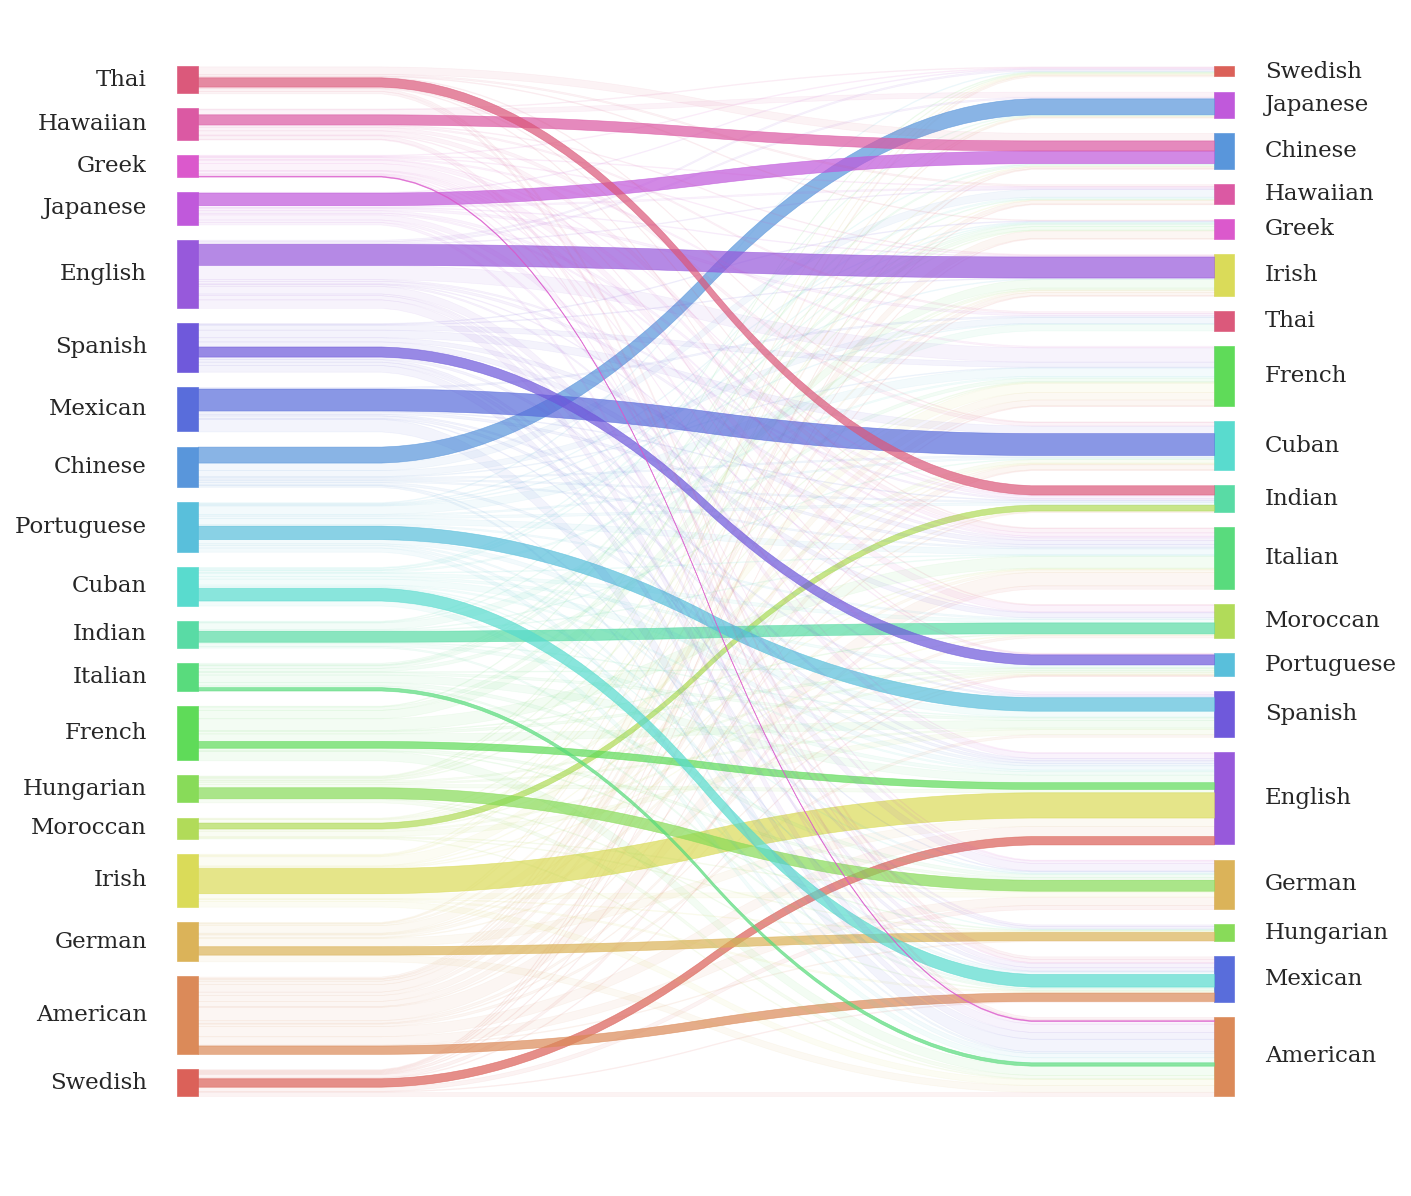 Thai
Hawaiian
Greek
Japanese
English
Spanish
Mexican
Chinese
Portuguese
Cuban
Indian
Italian
French
Hungarian
Moroccan
Irish
German
American
Swedish
Swedish
Japanese
Chinese
Hawaiian
Greek
Irish
Thai
French
Cuban
Indian
Italian
Moroccan
Portuguese
Spanish
English
German
Hungarian
Mexican
American